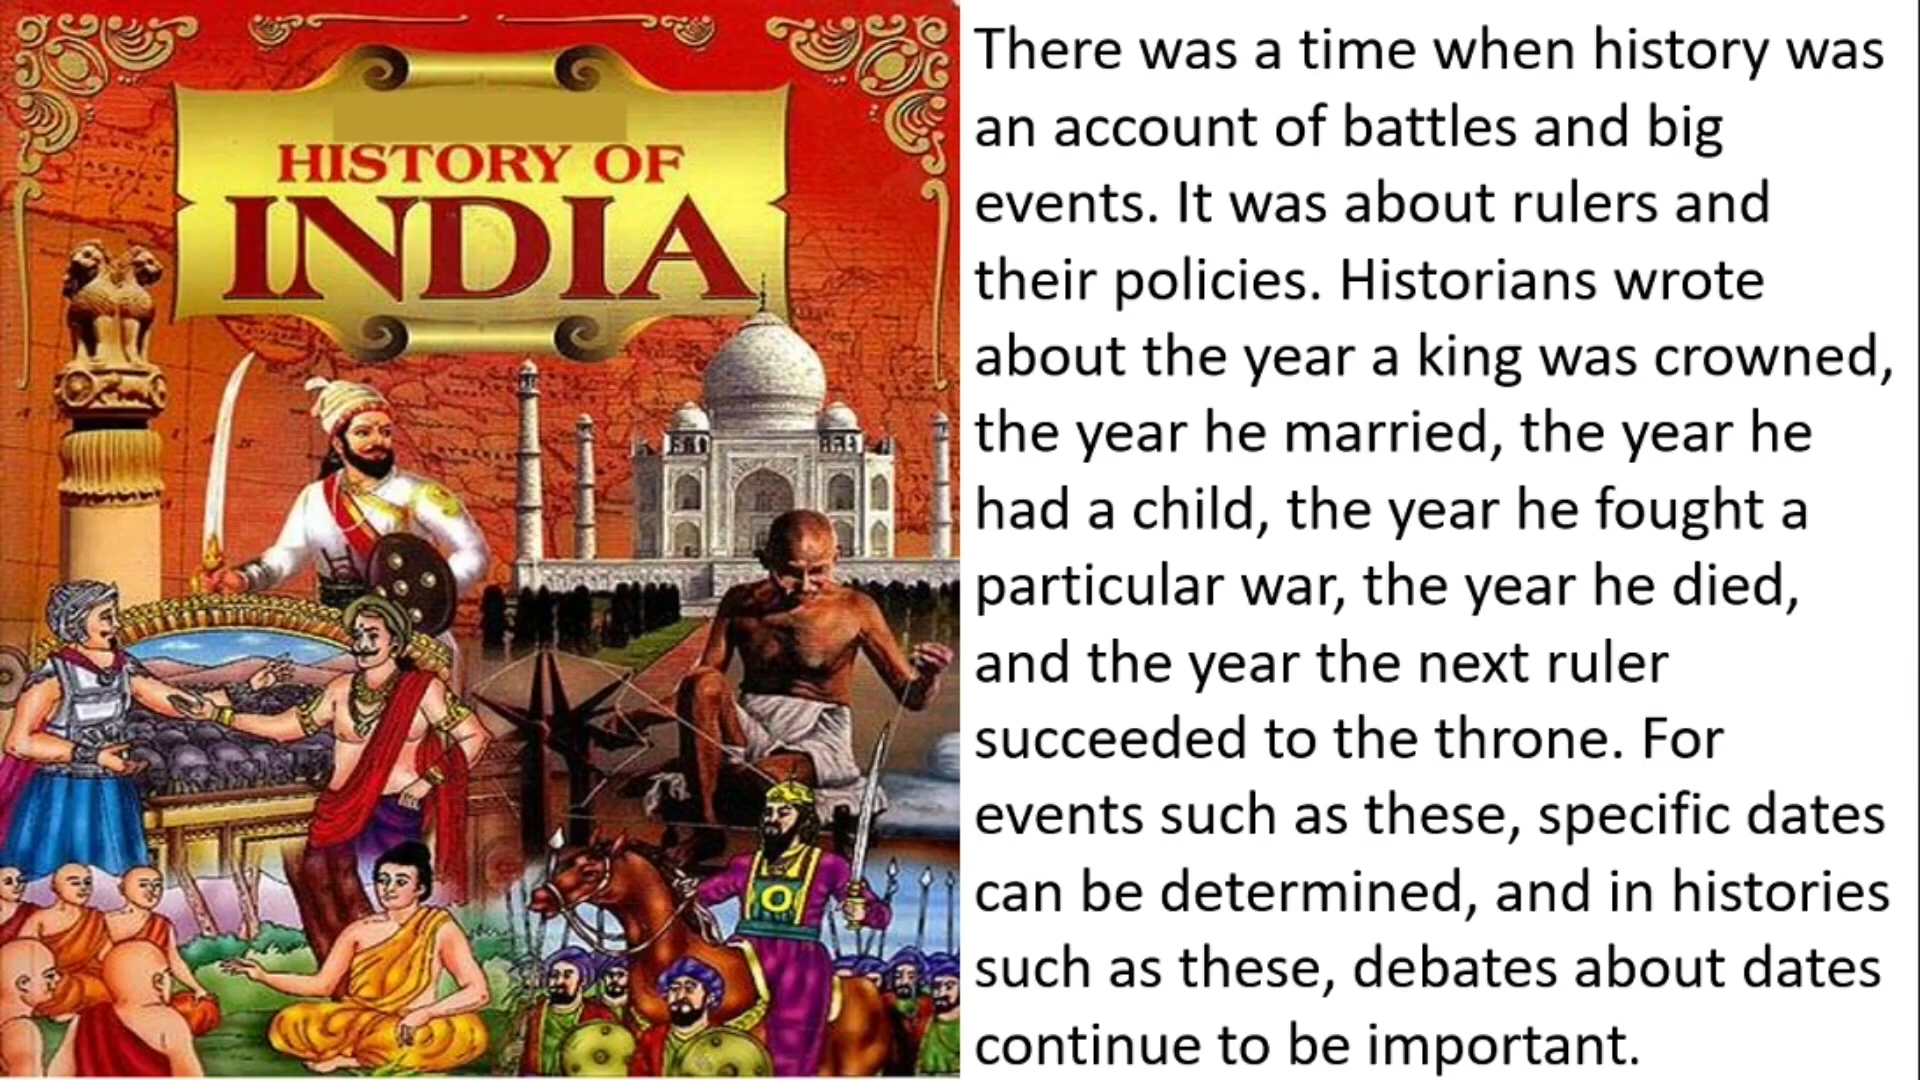 HISTORY OF
INDIA
There was a time when history was
an account of battles and big
events. It was about rulers and
their policies. Historians wrote
about the year a king was crowned,
the year he married, the year he
had a child, the year he fought a
particular war, the year he died,
and the year the next ruler
succeeded to the throne. For
events such as these, specific dates
can be determined, and in histories
such as these, debates about dates
continue to be important.